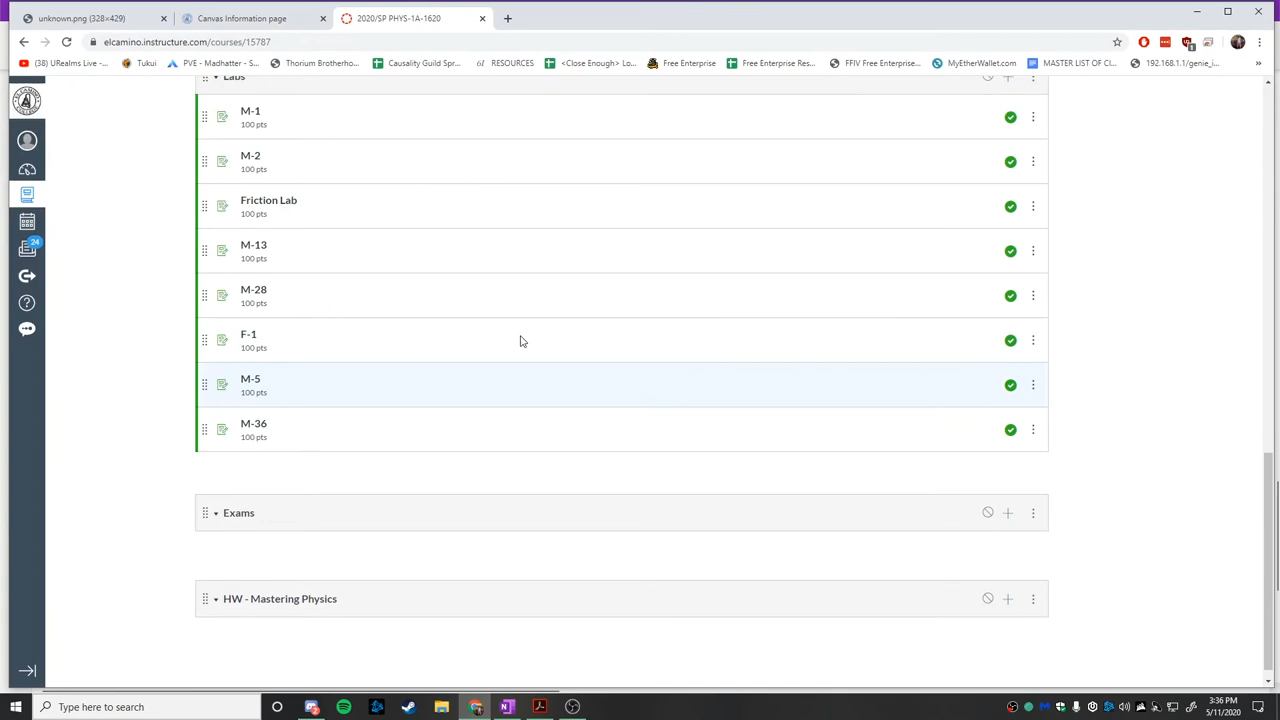 unknown.png (328×429)
Canvas Information page
2020/SP PHYS-1A-1620
elcamino.instructure.com/courses/15787
(38) URealms Live -...
Tukui
PVE - Madhatter - S...
Thorium Brotherho...
Causality Guild Spr...
RESOURCES
<Close Enough> Lo...
Free Enterprise
Free Enterprise Res...
FFIV Free Enterprise...
MyEtherWallet.com
MASTER LIST OF Cl...
192.168.1.1/genie_i...
»
Labs
M-1
100 pts
M-2
100 pts
Friction Lab
100 pts
M-13
100 pts
M-28
100 pts
F-1
100 pts
M-5
100 pts
M-36
100 pts
24
Exams
HW - Mastering Physics
Type here to search
3:36 PM
5/11/2020